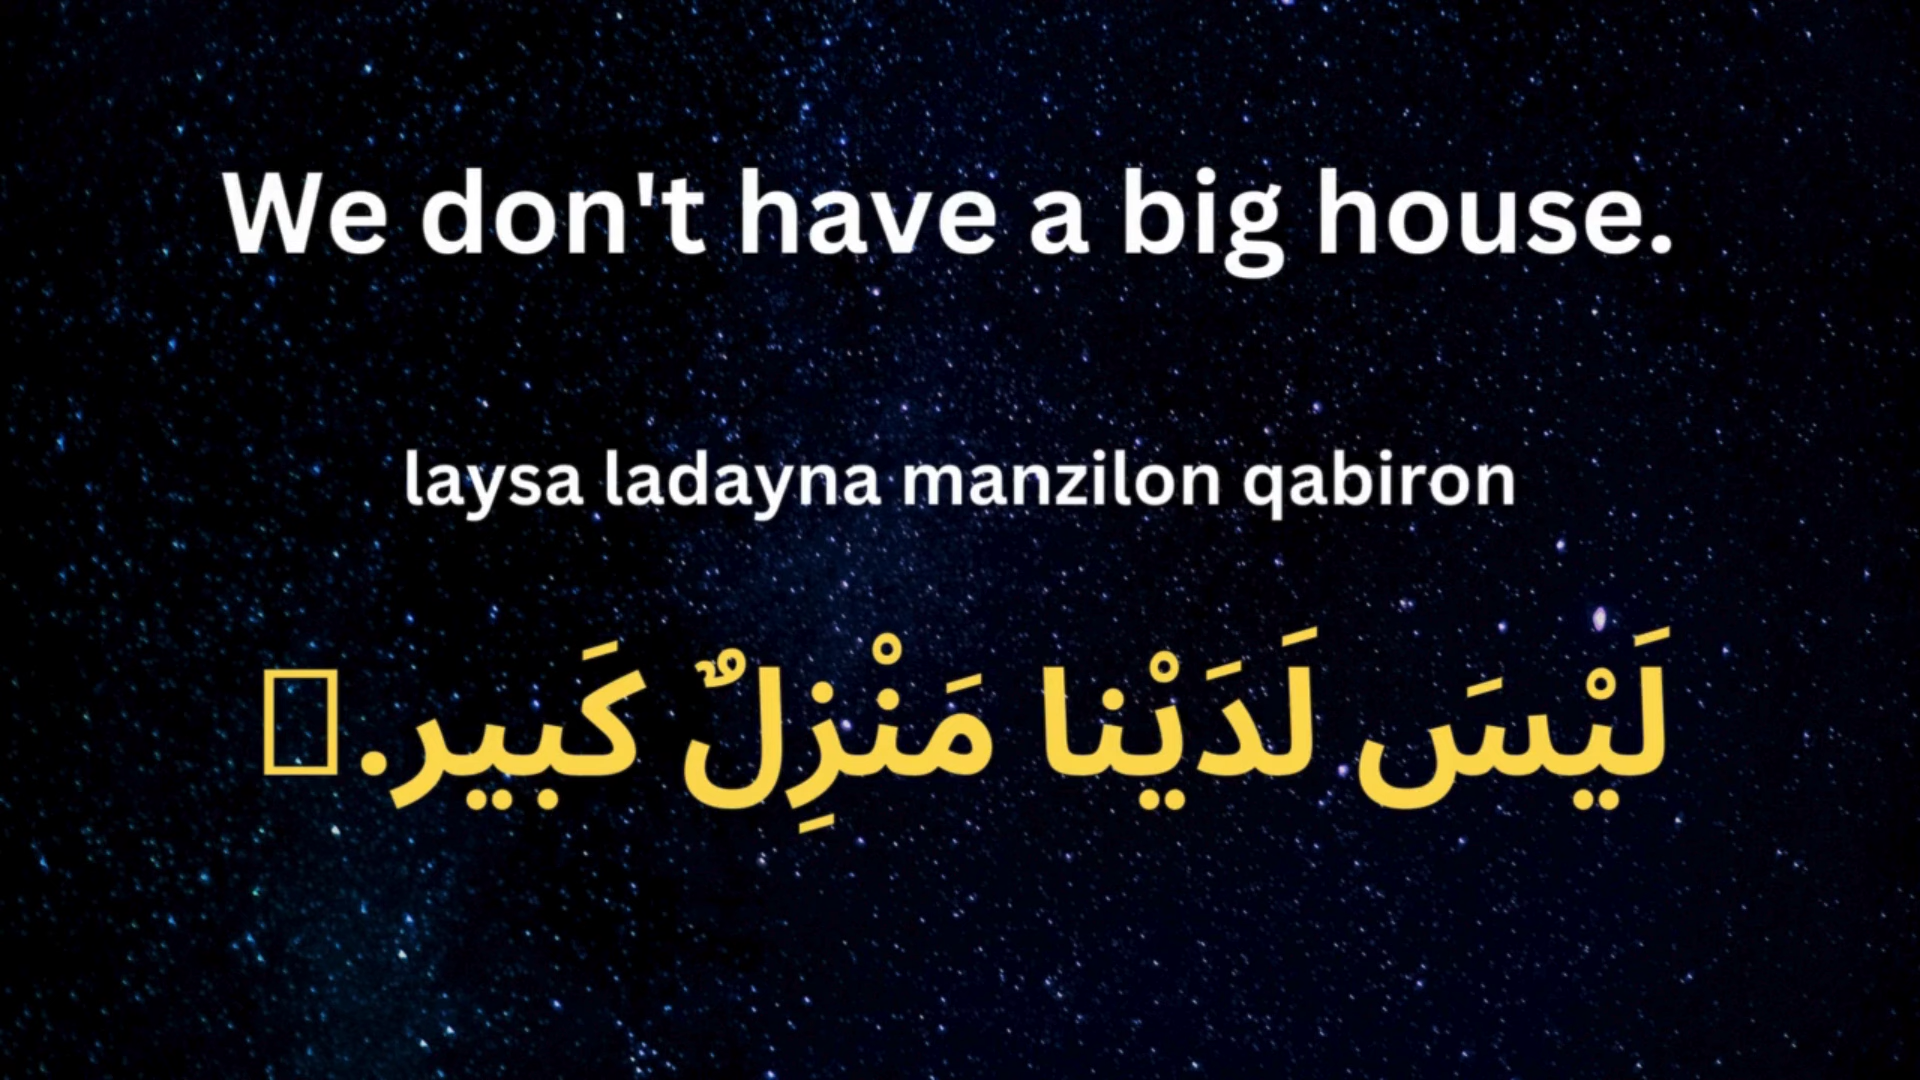 We don't have a big house.
laysa ladayna manzilon qabiron
لَيْسَ لَدَيْنا مَنْزِلٌ كَبير.